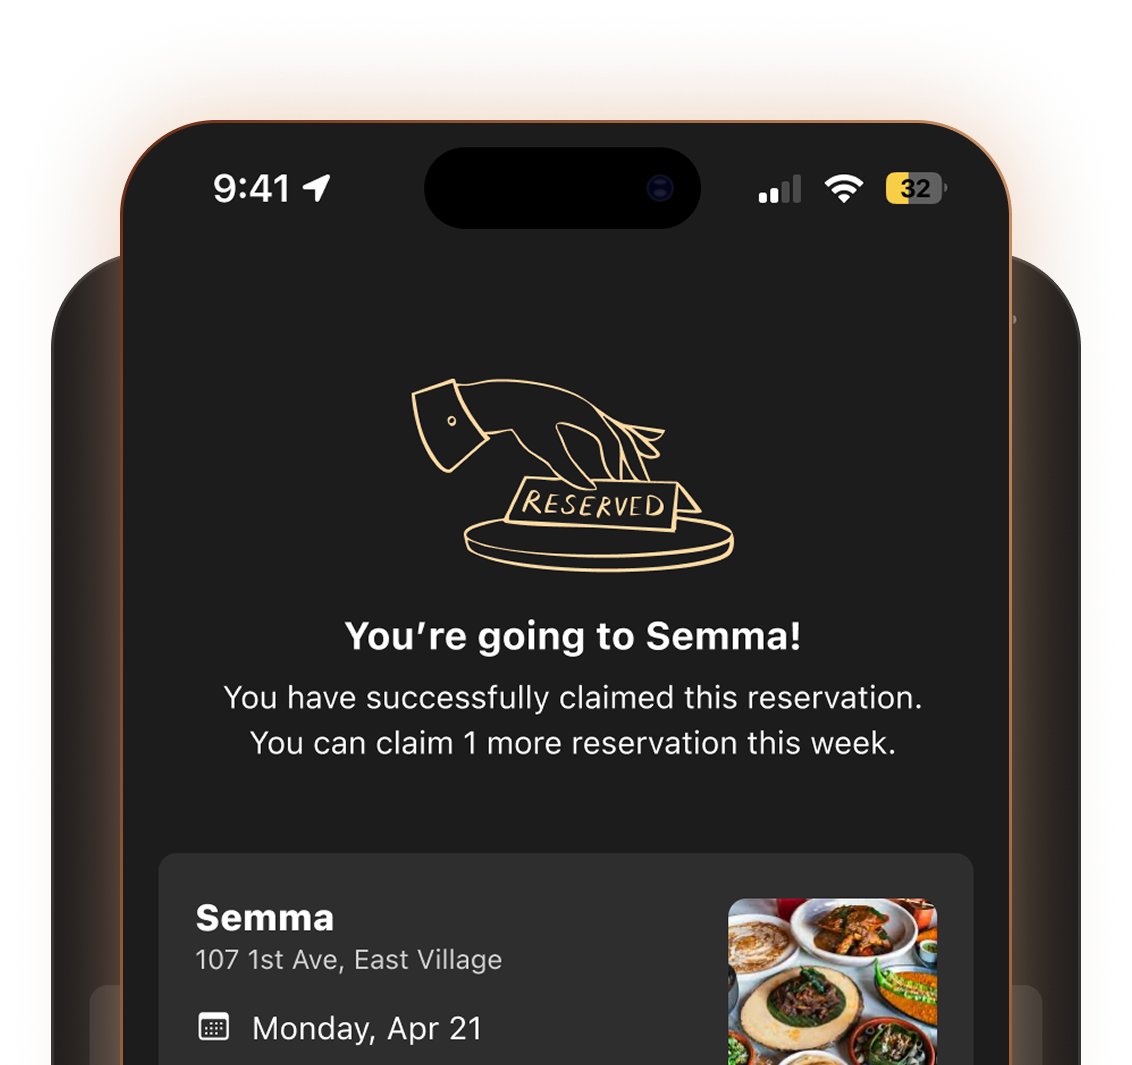 9:41
32
RESERVED
You’re going to Semma!
You have successfully claimed this reservation.
You can claim 1 more reservation this week.
Semma
107 1st Ave, East Village
Monday, Apr 21